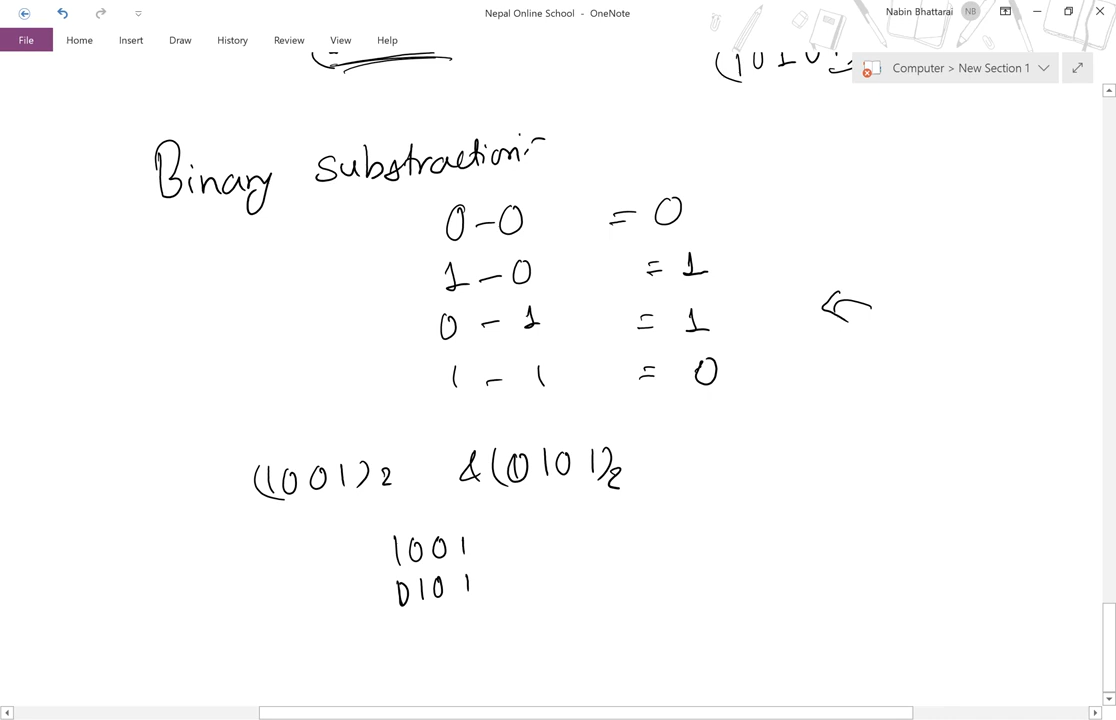 Nepal Online School - OneNote
Nabin Bhattarai NB
File Home Insert Draw History Review View Help
Computer > New Section 1
(1010
Binary substraction:-
0-0 = 0
1-0 = 1
0-1 = 1
1-1 = 0
(1001)2 &(0101)2
1001
0101